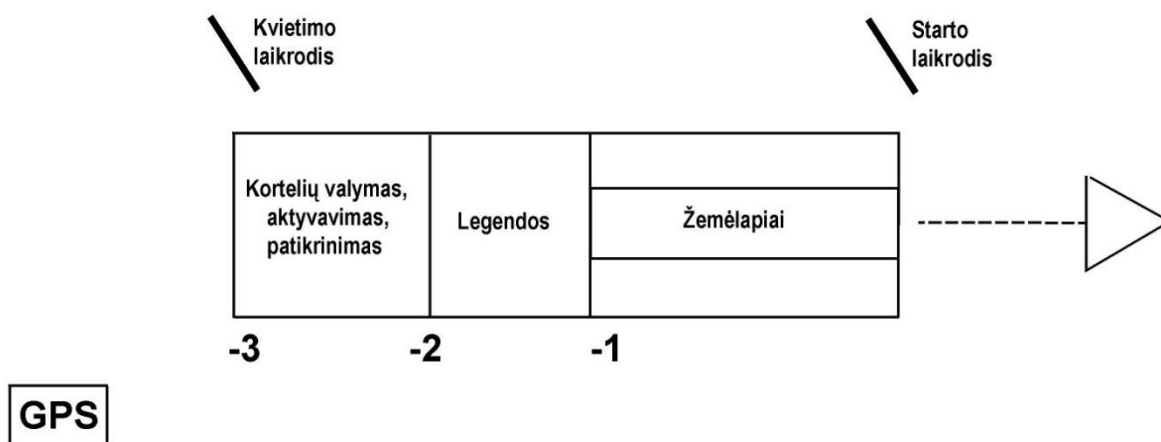 Kvietimo
laikrodis
Starto
laikrodis
Kortelių valymas,
aktyvavimas,
patikrinimas
Legendos
Žemėlapiai
-3
-2
-1
GPS